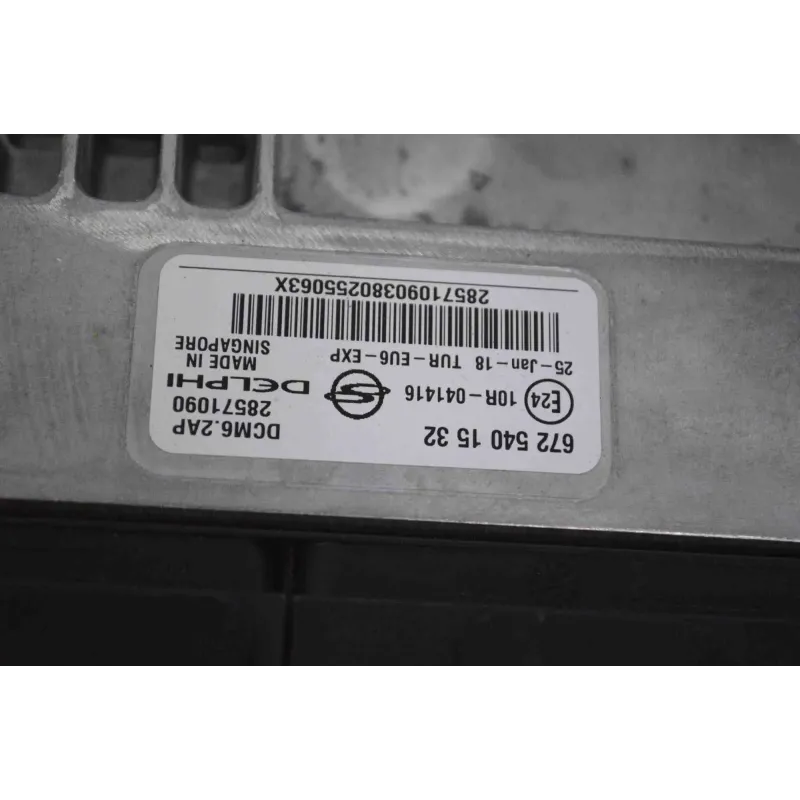 672 540 15 32 DCM6.2AP
28571090
E24 10R-041416 DELPHI
MADE IN
25-Jan-18 TUR-EU6-EXP SINGAPORE
28571090380255063X